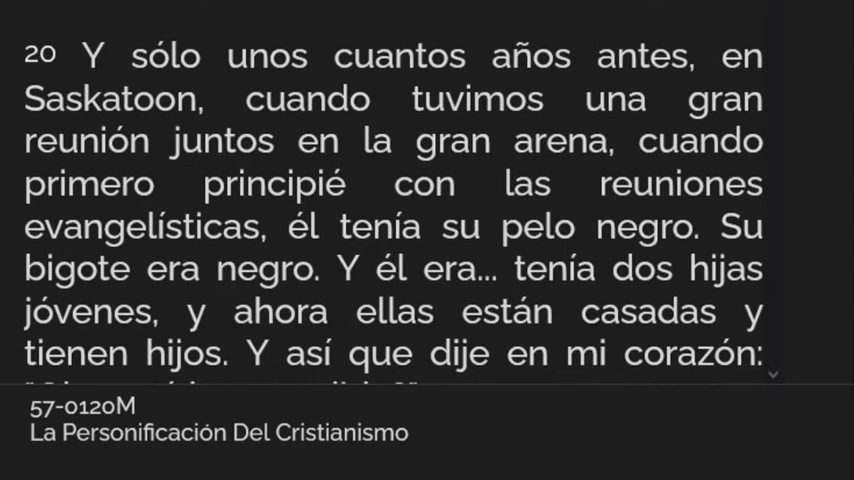 20 Y sólo unos cuantos años antes, en
Saskatoon, cuando tuvimos una gran
reunión juntos en la gran arena, cuando
primero principié con las reuniones
evangelísticas, él tenía su pelo negro. Su
bigote era negro. Y él era... tenía dos hijas
jóvenes, y ahora ellas están casadas y
tienen hijos. Y así que dije en mi corazón:
57-0120M
La Personificación Del Cristianismo